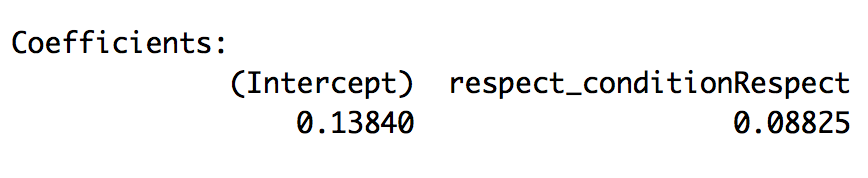 Coefficients:
(Intercept) respect_conditionRespect
0.13840 0.08825